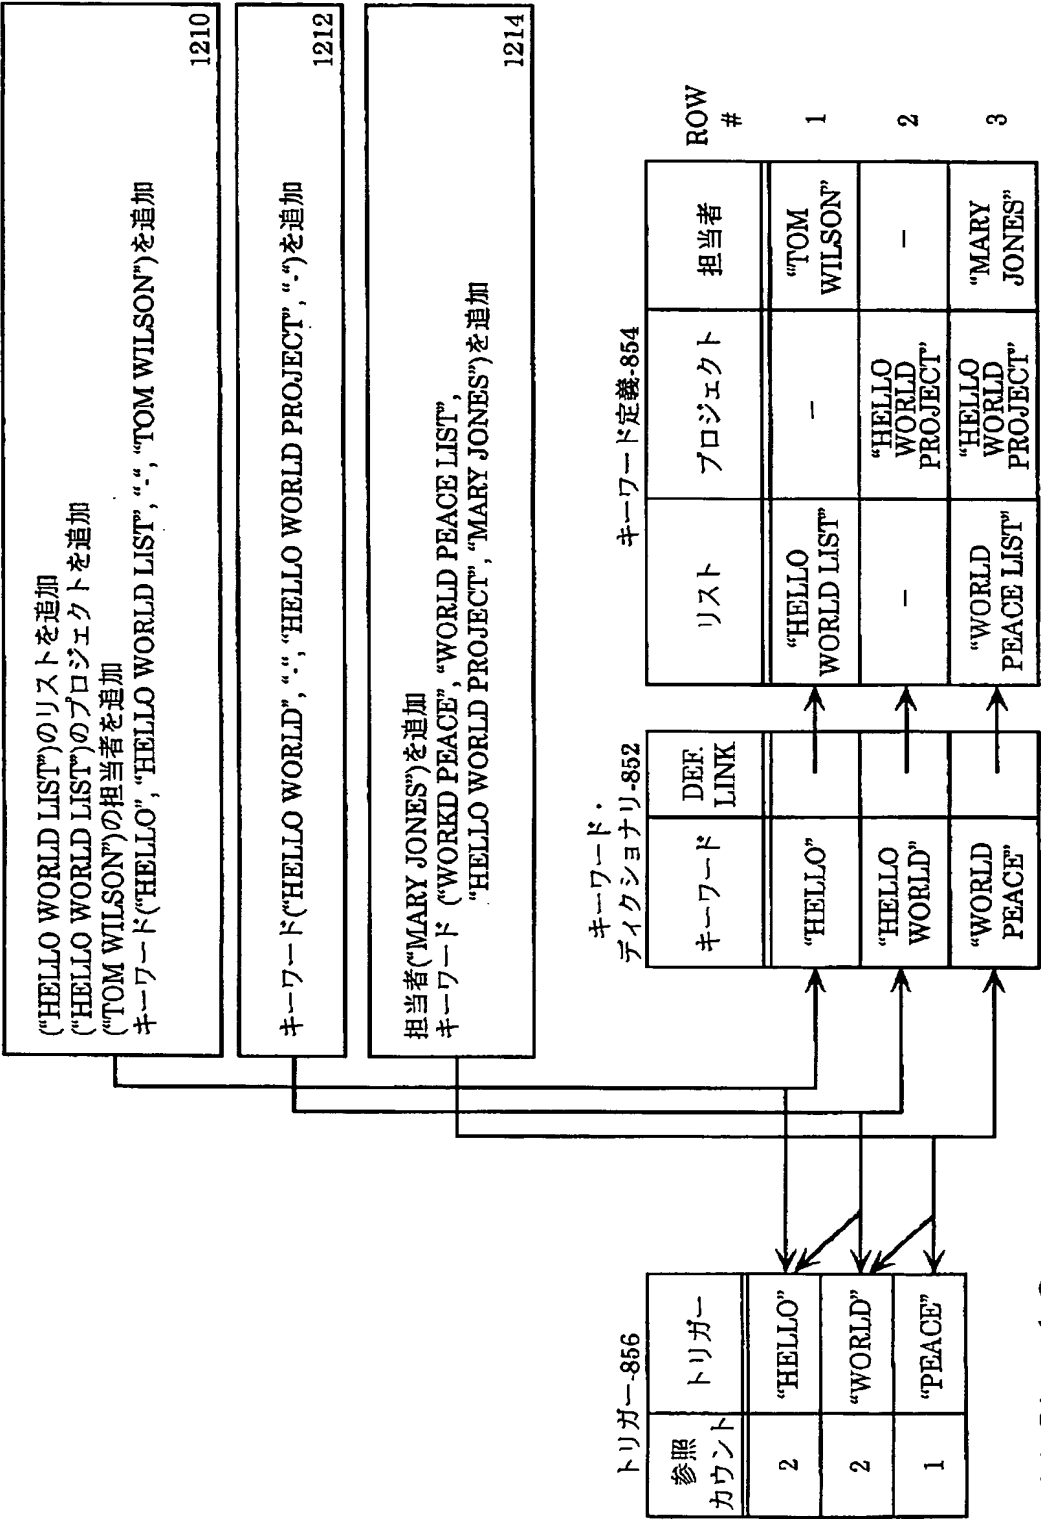 ("HELLO WORLD LIST")のリストを追加
("HELLO WORLD LIST")のプロジェクトを追加
("TOM WILSON")の担当者を追加
キーワード("HELLO", "HELLO WORLD LIST", "-", "TOM WILSON")を追加
1210
キーワード("HELLO WORLD", "-", "HELLO WORLD PROJECT", "-")を追加
1212
担当者("MARY JONES")を追加
キーワード ("WORKD PEACE", "WORLD PEACE LIST",
"HELLO WORLD PROJECT", "MARY JONES")を追加
1214
トリガー-856
参照
カウント
トリガー
2
"HELLO"
2
"WORLD"
1
"PEACE"
キーワード・
ディクショナリ-852
キーワード
DEF.
LINK
"HELLO"
"HELLO
WORLD"
"WORLD
PEACE"
キーワード定義-854
リスト
プロジェクト
担当者
ROW
#
"HELLO
WORLD LIST"
–
"TOM
WILSON"
1
–
"HELLO
WORLD
PROJECT"
–
2
"WORLD
PEACE LIST"
"HELLO
WORLD
PROJECT"
"MARY
JONES"
3